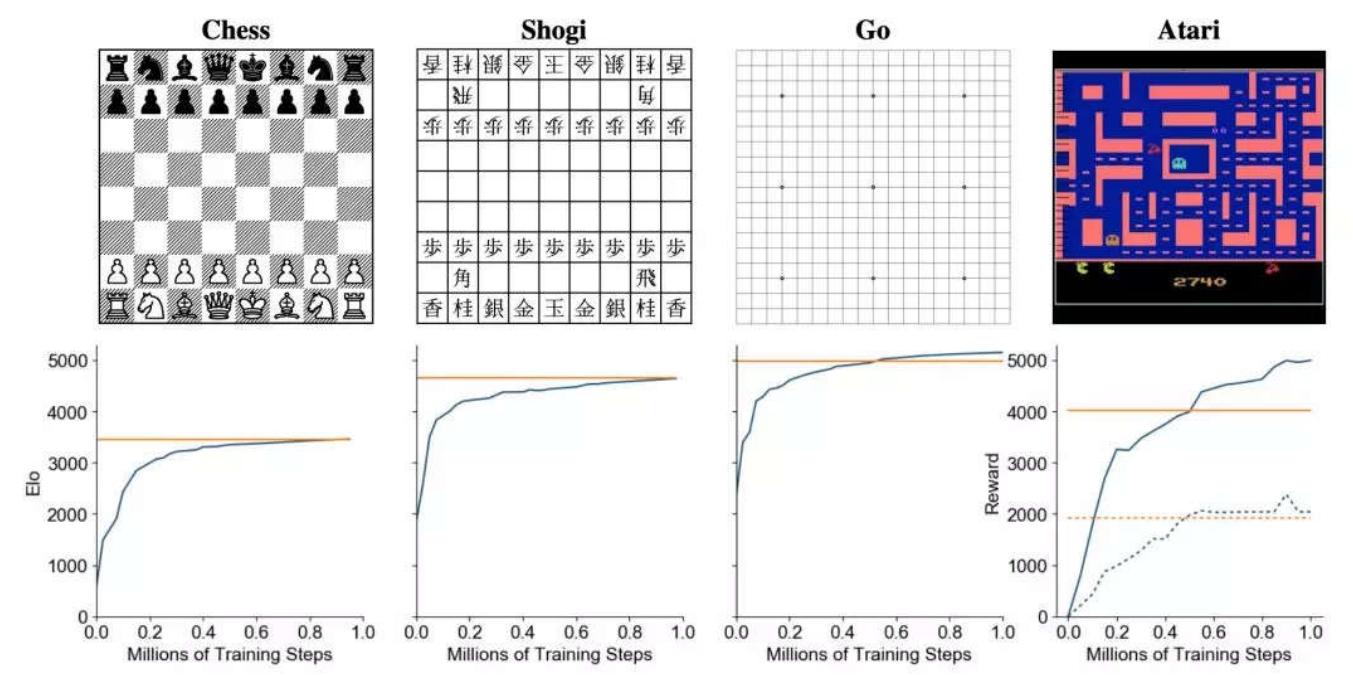 Chess
Shogi
Go
Atari
香 桂 銀 金 王 金 銀 桂 香
飛 角
歩 歩 歩 歩 歩 歩 歩 歩 歩
歩 歩 歩 歩 歩 歩 歩 歩 歩
角 飛
香 桂 銀 金 玉 金 銀 桂 香
2740
Elo
5000
4000
3000
2000
1000
0
0.0 0.2 0.4 0.6 0.8 1.0
Millions of Training Steps
0.0 0.2 0.4 0.6 0.8 1.0
Millions of Training Steps
0.0 0.2 0.4 0.6 0.8 1.0
Millions of Training Steps
Reward
5000
4000
3000
2000
1000
0
0.0 0.2 0.4 0.6 0.8 1.0
Millions of Training Steps